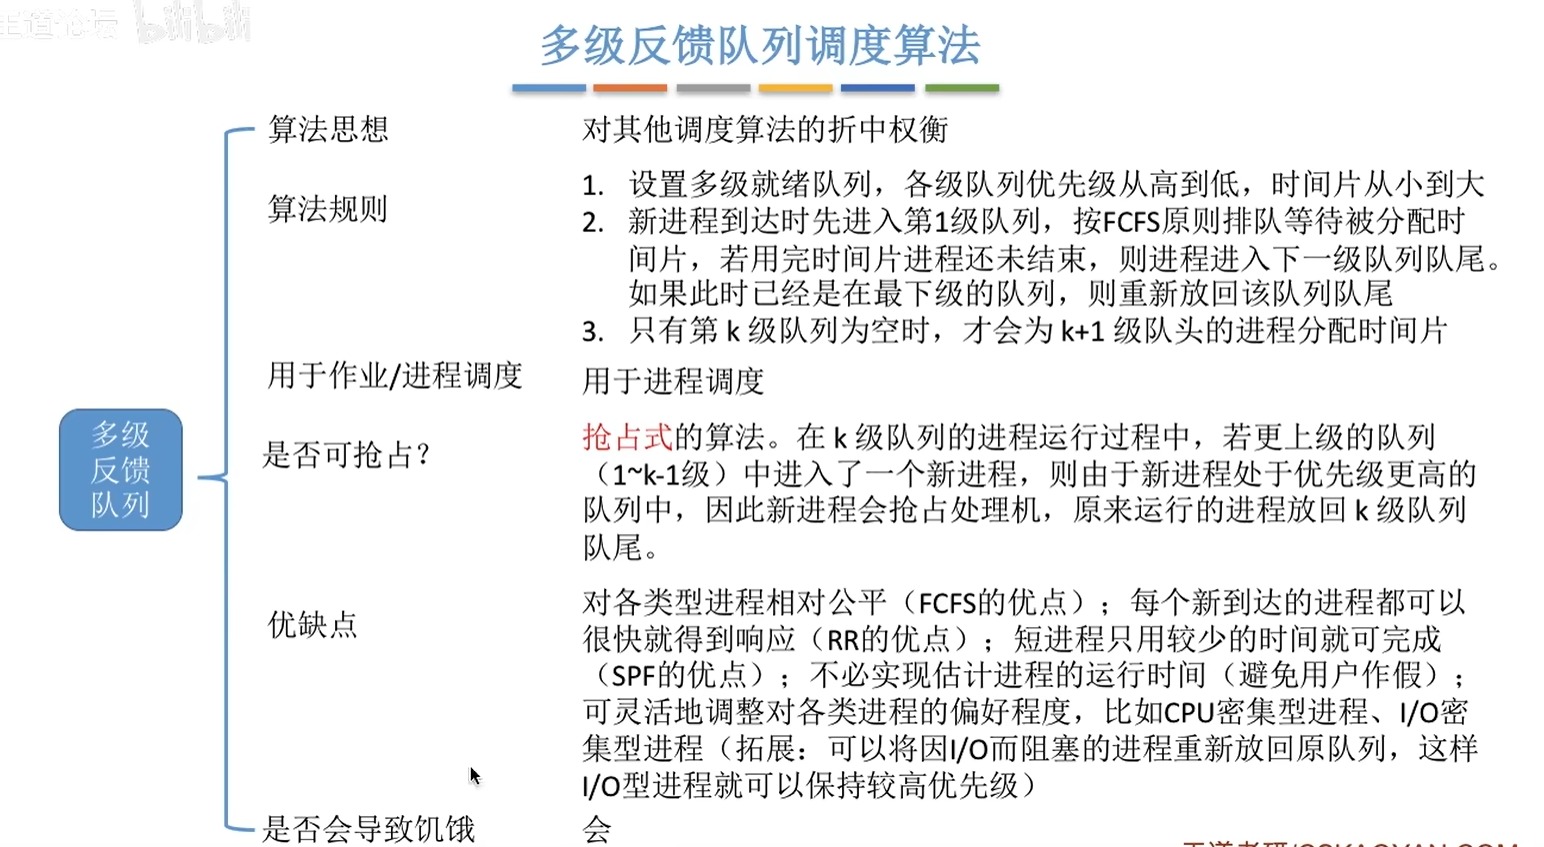 王道论坛 bilibili
多级反馈队列调度算法
算法思想
对其他调度算法的折中权衡
算法规则
1. 设置多级就绪队列，各级队列优先级从高到低，时间片从小到大
2. 新进程到达时先进入第1级队列，按FCFS原则排队等待被分配时
间片，若用完时间片进程还未结束，则进程进入下一级队列队尾。
如果此时已经是在最下级的队列，则重新放回该队列队尾
3. 只有第 k 级队列为空时，才会为 k+1 级队头的进程分配时间片
用于作业/进程调度
用于进程调度
多级
反馈
队列
是否可抢占？
抢占式的算法。在 k 级队列的进程运行过程中，若更上级的队列
（1~k-1级）中进入了一个新进程，则由于新进程处于优先级更高的
队列中，因此新进程会抢占处理机，原来运行的进程放回 k 级队列
队尾。
优缺点
对各类型进程相对公平（FCFS的优点）；每个新到达的进程都可以
很快就得到响应（RR的优点）；短进程只用较少的时间就可完成
（SPF的优点）；不必实现估计进程的运行时间（避免用户作假）；
可灵活地调整对各类进程的偏好程度，比如CPU密集型进程、I/O密
集型进程（拓展：可以将因I/O而阻塞的进程重新放回原队列，这样
I/O型进程就可以保持较高优先级）
是否会导致饥饿
会